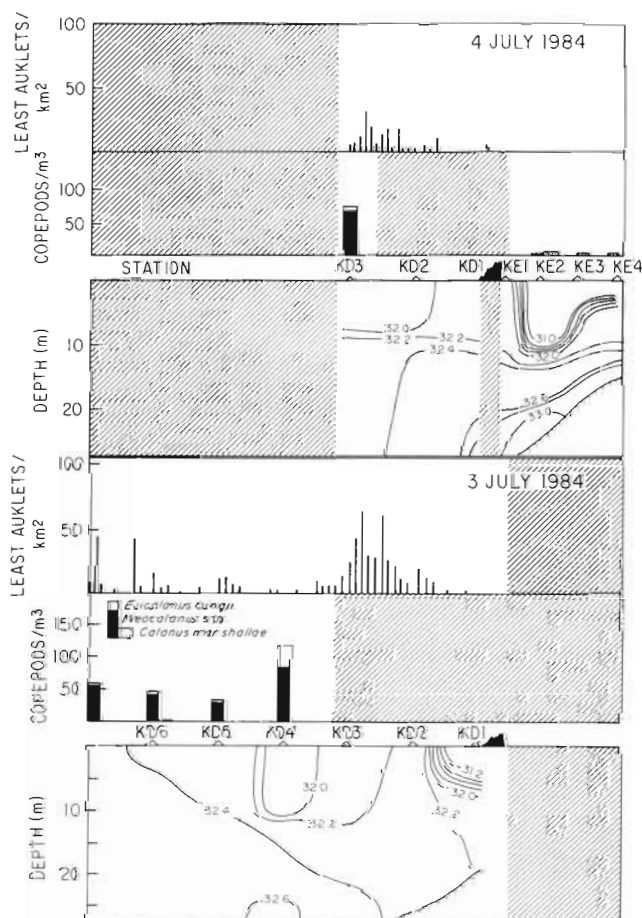 LEAST AUKLETS/
km2
100
50
4 JULY 1984
COPEPODS/m3
100
50
STATION KD3 KD2 KD1 KE1 KE2 KE3 KE4
DEPTH (m)
10
20
32.0
32.2 32.2
32.4
31.0
32.0
33.0
LEAST AUKLETS/
km2
100
50
3 JULY 1984
COPEPODS/m3
150
100
50
Eucalanus bungii
Neocalanus spp
Calanus marshallae
KD6 KD5 KD4 KD3 KD2 KD1
DEPTH (m)
10
20
32.4
32.0
32.2
31.2
32.0
32.2
32.6